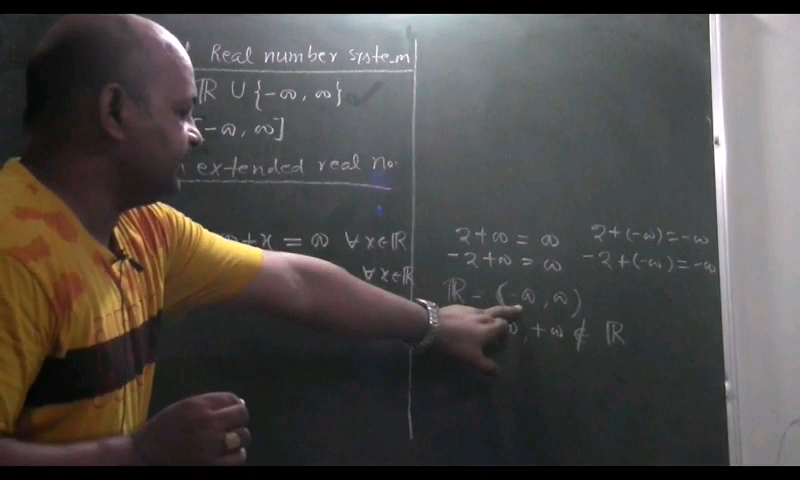 Real number system
ℝ ∪ {-∞, ∞} ✓
[-∞, ∞]
extended real no.
∞+x = ∞ ∀ x∈ℝ
∀ x∈ℝ
2+∞ = ∞
2+(-∞) = -∞
-2+∞ = ∞
-2+(-∞) = -∞
ℝ = (-∞, ∞)
∞, +∞ ∉ ℝ